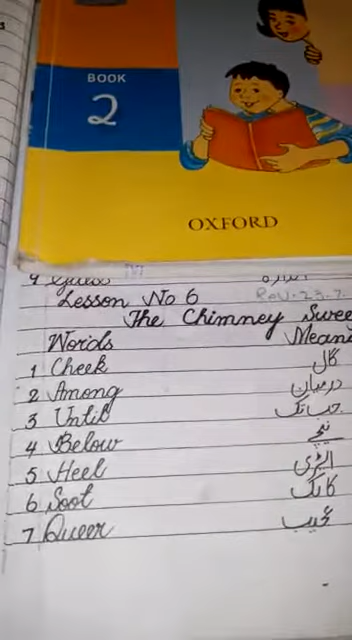 BOOK
2
OXFORD
Lesson No 6
The Chimney Swee
Words Meani
1 Cheek گال
2 Among درمیان
3 Until جب تک
4 Below نیچے
5 Heel ایڑی
6 Soot کالک
7 Queer عجیب